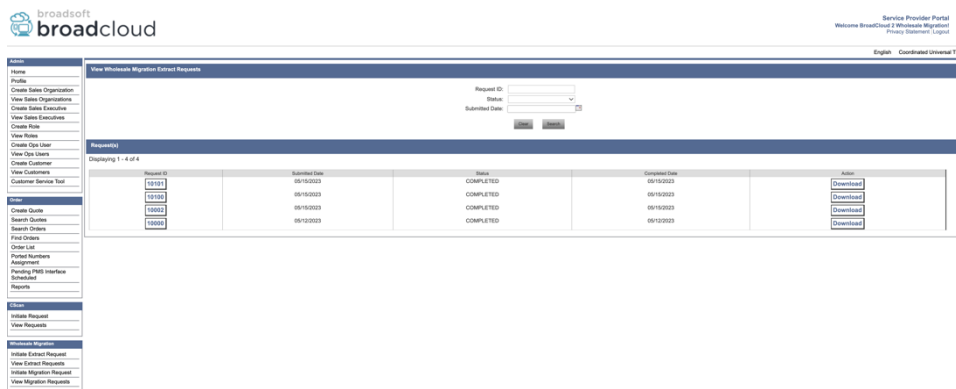 broadsoft
broadcloud
Service Provider Portal
Welcome BroadCloud 2 Wholesale Migration!
Privacy Statement Logout
English Coordinated Universal T
Admin
Home
Profile
Create Sales Organization
View Sales Organizations
Create Sales Executive
View Sales Executives
Create Role
View Roles
Create Ops User
View Ops Users
Create Customer
View Customers
Customer Service Tool
Order
Create Quote
Search Quotes
Search Orders
Find Orders
Order List
Ported Numbers
Assignment
Pending PMS Interface
Scheduled
Reports
CScan
Initiate Request
View Requests
Wholesale Migration
Initiate Extract Request
View Extract Requests
Initiate Migration Request
View Migration Requests
View Wholesale Migration Extract Requests
Request ID:
Status:
Submitted Date:
Clear Search
Request(s)
Displaying 1 - 4 of 4
Request ID Submitted Date Status Completed Date Action
10101 05/15/2023 COMPLETED 05/15/2023 Download
10100 05/15/2023 COMPLETED 05/15/2023 Download
10002 05/15/2023 COMPLETED 05/15/2023 Download
10000 05/12/2023 COMPLETED 05/12/2023 Download